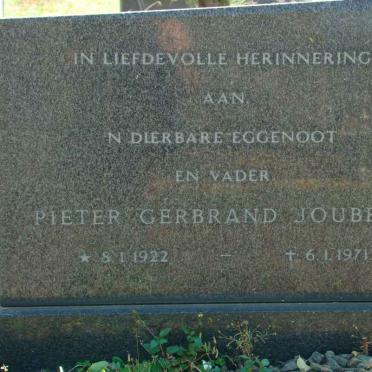 IN LIEFDEVOLLE HERINNERING
AAN
'N DIERBARE EGGENOOT
EN VADER
PIETER GERBRAND
* 8.1.1922 – † 6.1.1971